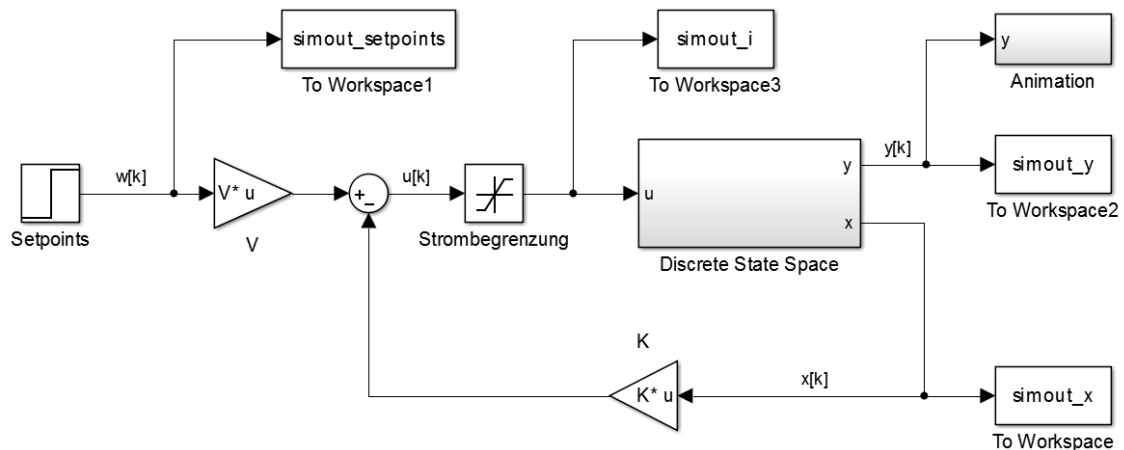 simout_setpoints
To Workspace1
simout_i
To Workspace3
y
Animation
w[k]
V* u
V
Setpoints
+
-
u[k]
Strombegrenzung
u
y
x
Discrete State Space
y[k]
simout_y
To Workspace2
K
K* u
x[k]
simout_x
To Workspace